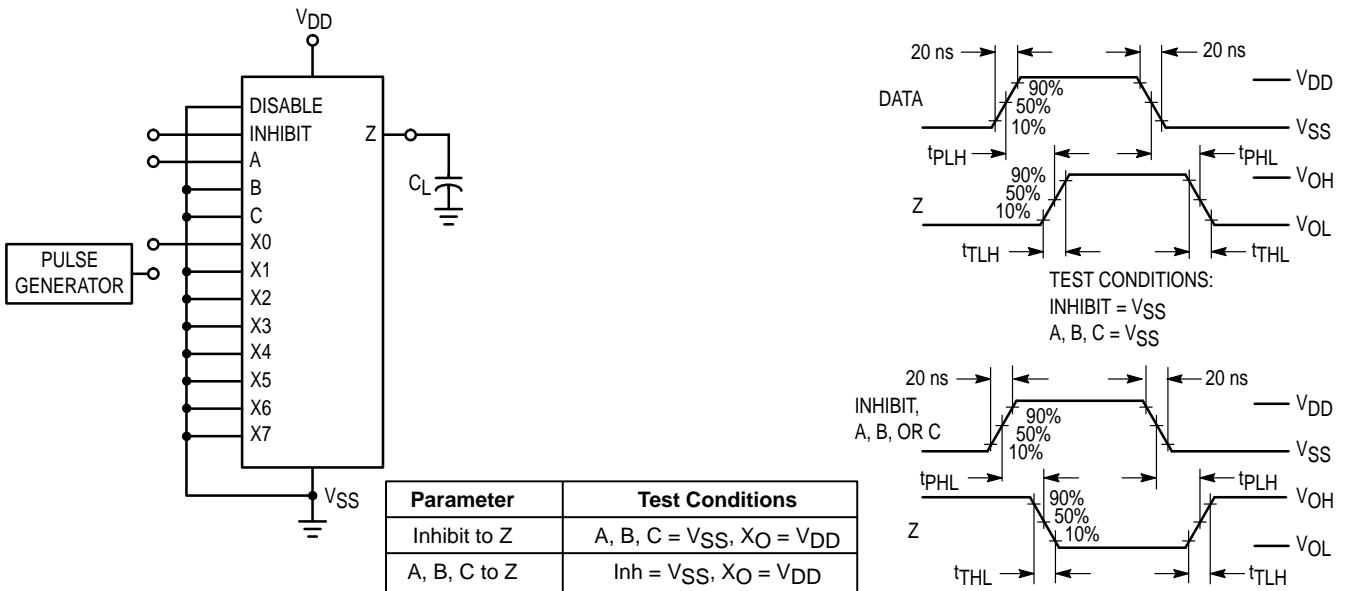 VDD
DISABLE
INHIBIT
Z
A
B
C
X0
X1
X2
X3
X4
X5
X6
X7
CL
PULSE
GENERATOR
VSS
Parameter Test Conditions
Inhibit to Z A, B, C = VSS, XO = VDD
A, B, C to Z Inh = VSS, XO = VDD
20 ns 20 ns
DATA
90%
50%
10%
VDD
VSS
tPLH tPHL
90%
50%
10%
Z
VOH
VOL
tTLH tTHL
TEST CONDITIONS:
INHIBIT = VSS
A, B, C = VSS
20 ns 20 ns
INHIBIT,
A, B, OR C
90%
50%
10%
VDD
VSS
tPHL tPLH
90%
50%
10%
Z
VOH
VOL
tTHL tTLH